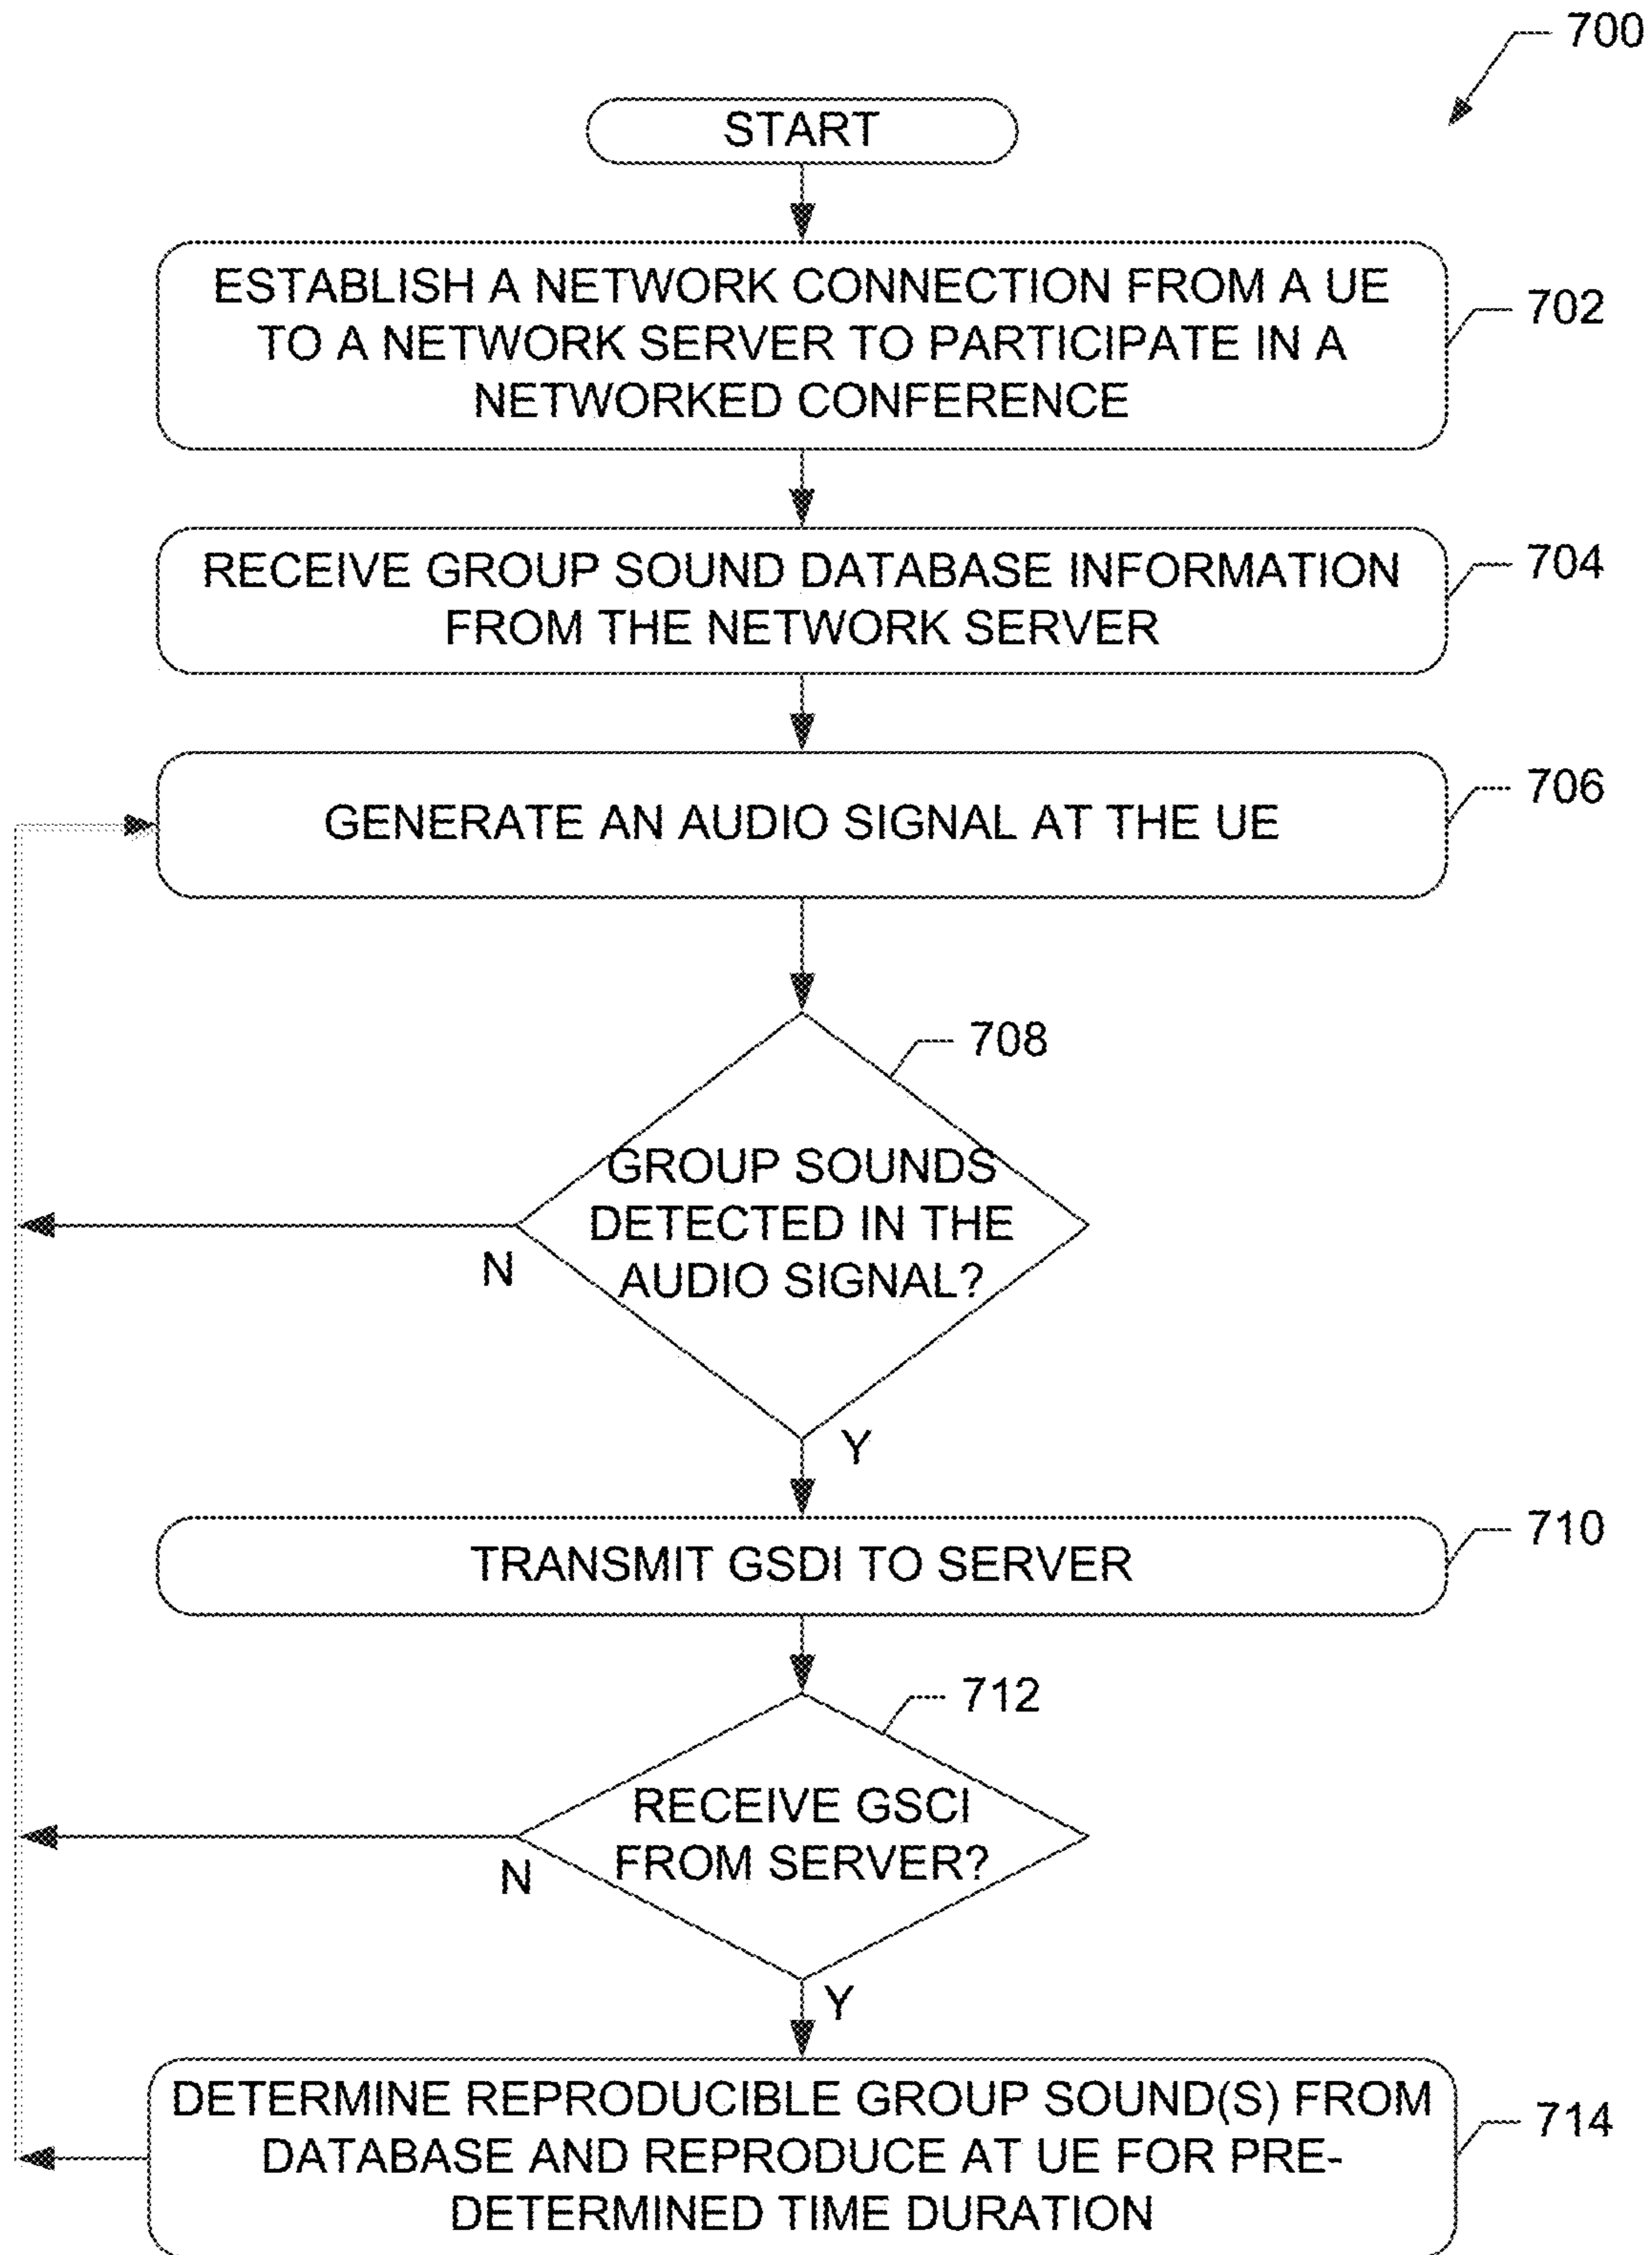 700
START
ESTABLISH A NETWORK CONNECTION FROM A UE
TO A NETWORK SERVER TO PARTICIPATE IN A
NETWORKED CONFERENCE
702
RECEIVE GROUP SOUND DATABASE INFORMATION
FROM THE NETWORK SERVER
704
GENERATE AN AUDIO SIGNAL AT THE UE
706
708
GROUP SOUNDS
DETECTED IN THE
AUDIO SIGNAL?
N
Y
TRANSMIT GSDI TO SERVER
710
712
RECEIVE GSCI
FROM SERVER?
N
Y
DETERMINE REPRODUCIBLE GROUP SOUND(S) FROM
DATABASE AND REPRODUCE AT UE FOR PRE-
DETERMINED TIME DURATION
714